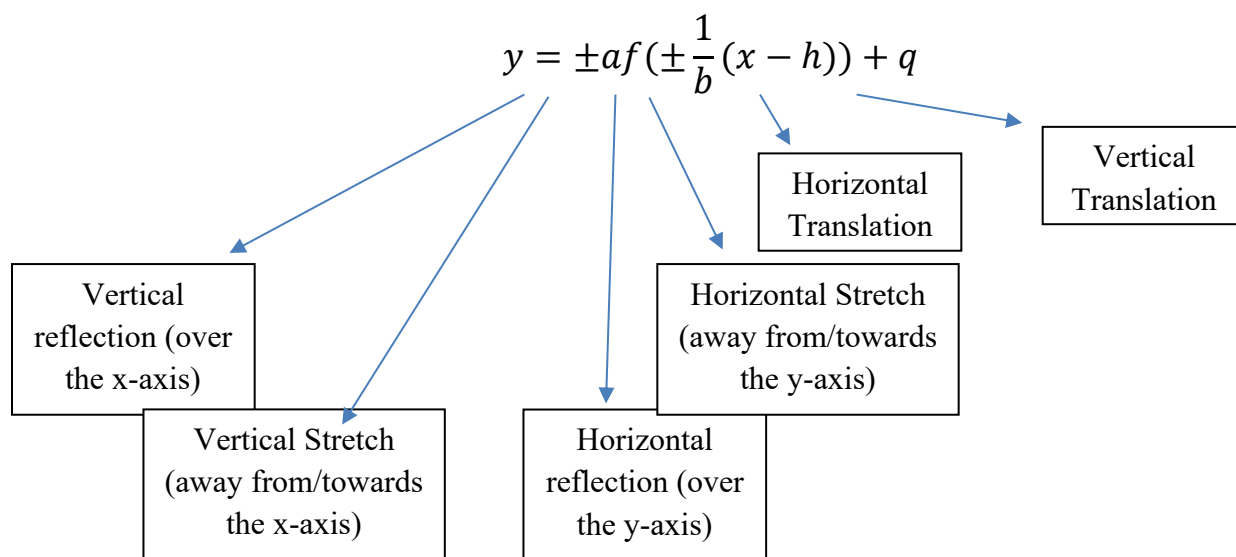 y = ±af(±1/b(x − h)) + q
Vertical
Translation
Horizontal
Translation
Vertical
reflection (over
the x-axis)
Horizontal Stretch
(away from/towards
the y-axis)
Vertical Stretch
(away from/towards
the x-axis)
Horizontal
reflection (over
the y-axis)